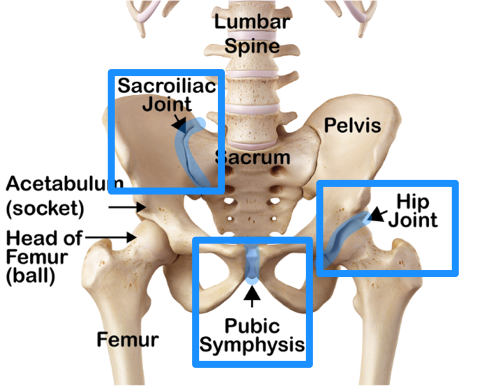 Lumbar
Spine
Sacroiliac
Joint
Pelvis
Sacrum
Acetabulum
(socket)
Hip
Joint
Head of
Femur
(ball)
Pubic
Symphysis
Femur